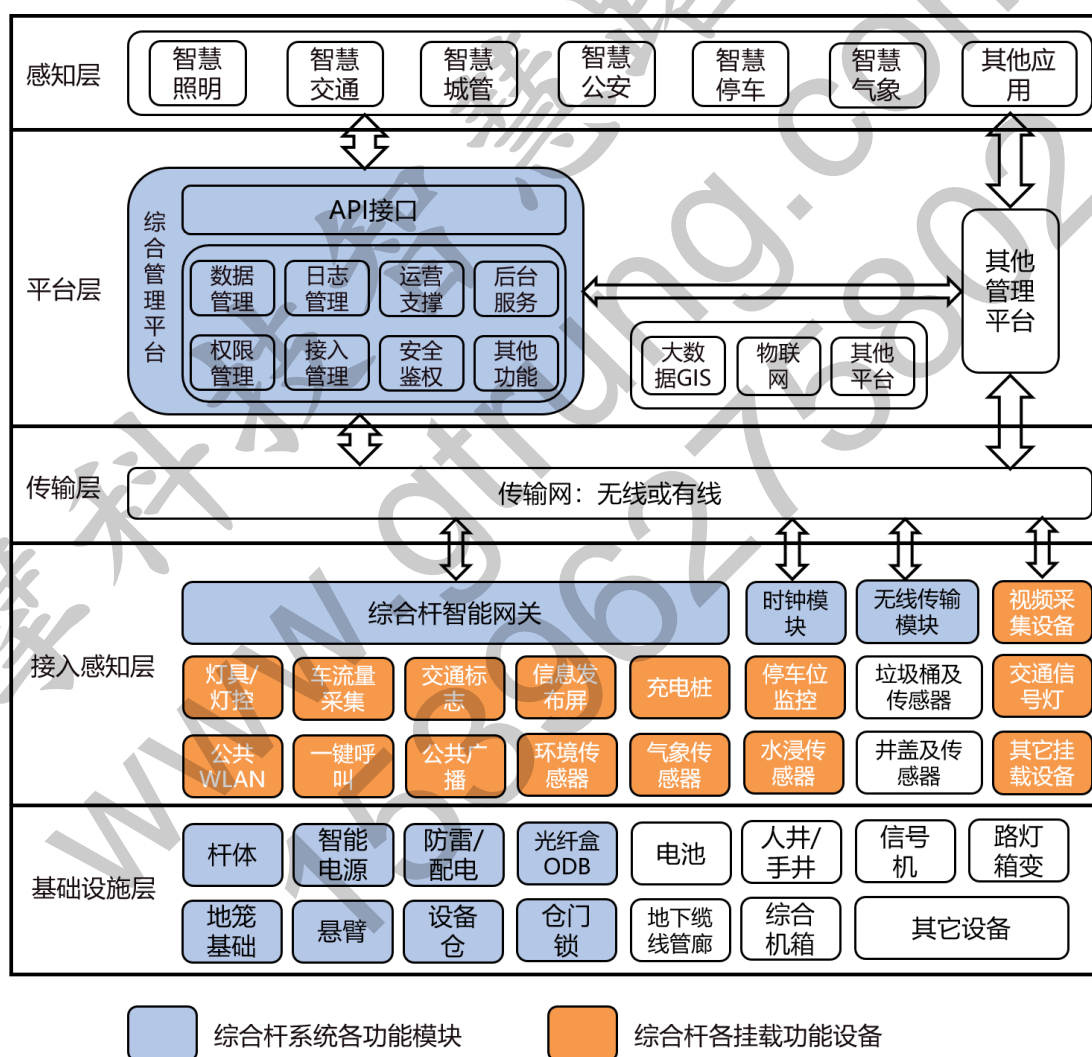 感知层
智慧
照明
智慧
交通
智慧
城管
智慧
公安
智慧
停车
智慧
气象
其他应
用
平台层
综
合
管
理
平
台
API接口
数据
管理
日志
管理
运营
支撑
后台
服务
权限
管理
接入
管理
安全
鉴权
其他
功能
大数
据GIS
物联
网
其他
平台
其他
管理
平台
传输层
传输网：无线或有线
接入感知层
综合杆智能网关
时钟模
块
无线传输
模块
视频采
集设备
灯具/
灯控
车流量
采集
交通标
志
信息发
布屏
充电桩
停车位
监控
垃圾桶及
传感器
交通信
号灯
公共
WLAN
一键呼
叫
公共广
播
环境传
感器
气象传
感器
水浸传
感器
井盖及传
感器
其它挂
载设备
基础设施层
杆体
智能
电源
防雷/
配电
光纤盒
ODB
电池
人井/
手井
信号
机
路灯
箱变
地笼
基础
悬臂
设备
仓
仓门
锁
地下缆
线管廊
综合
机箱
其它设备
综合杆系统各功能模块
综合杆各挂载功能设备
www.gtrung.com
15396275802